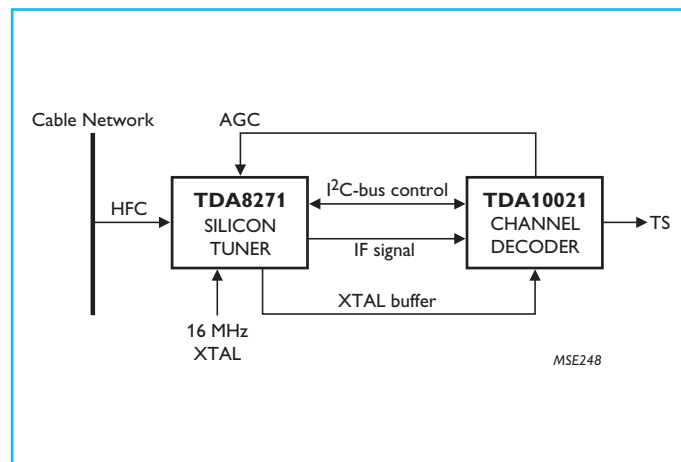 Cable Network
AGC
HFC
TDA8271
SILICON
TUNER
I²C-bus control
IF signal
TDA10021
CHANNEL
DECODER
TS
XTAL buffer
16 MHz
XTAL
MSE248